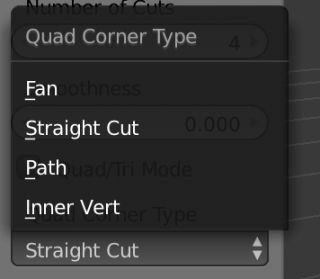 Number of Cuts
Quad Corner Type
4
Fan
Smoothness
Straight Cut
0.000
Path
Quad/Tri Mode
Inner Vert
Quad Corner Type
Straight Cut